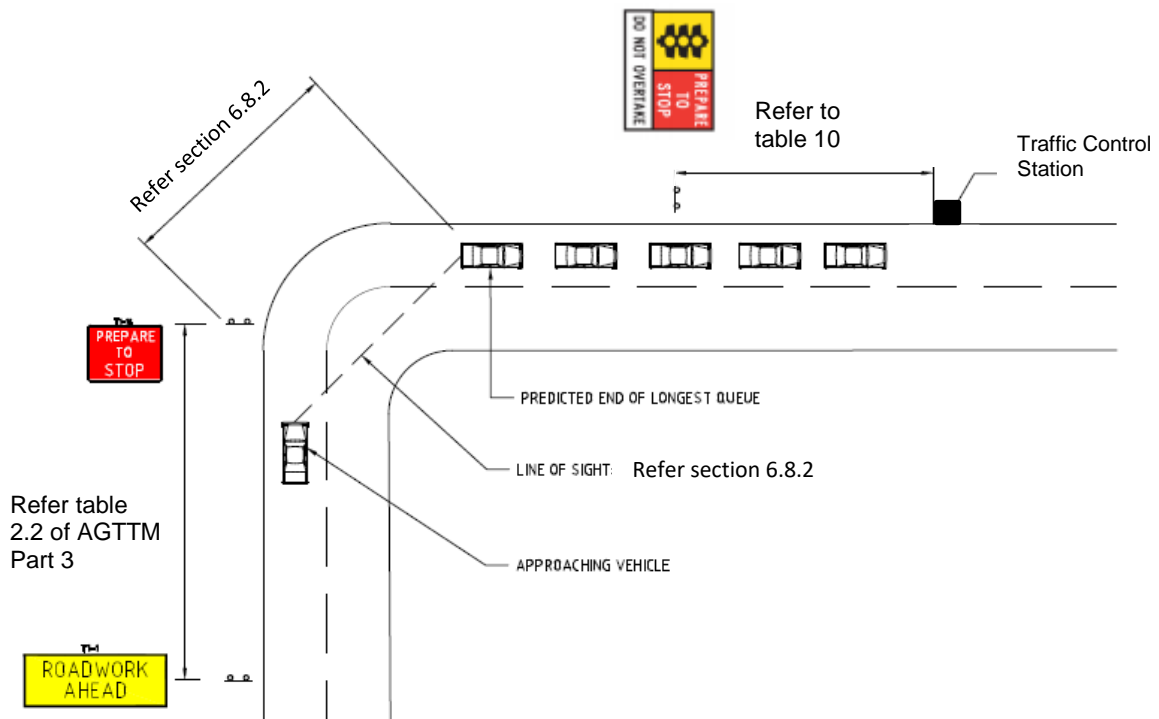 DO NOT OVERTAKE
PREPARE
TO
STOP
Refer section 6.8.2
Refer to
table 10
Traffic Control
Station
PREPARE
TO
STOP
PREDICTED END OF LONGEST QUEUE
LINE OF SIGHT: Refer section 6.8.2
Refer table
2.2 of AGTTM
Part 3
APPROACHING VEHICLE
T1-1
ROADWORK
AHEAD